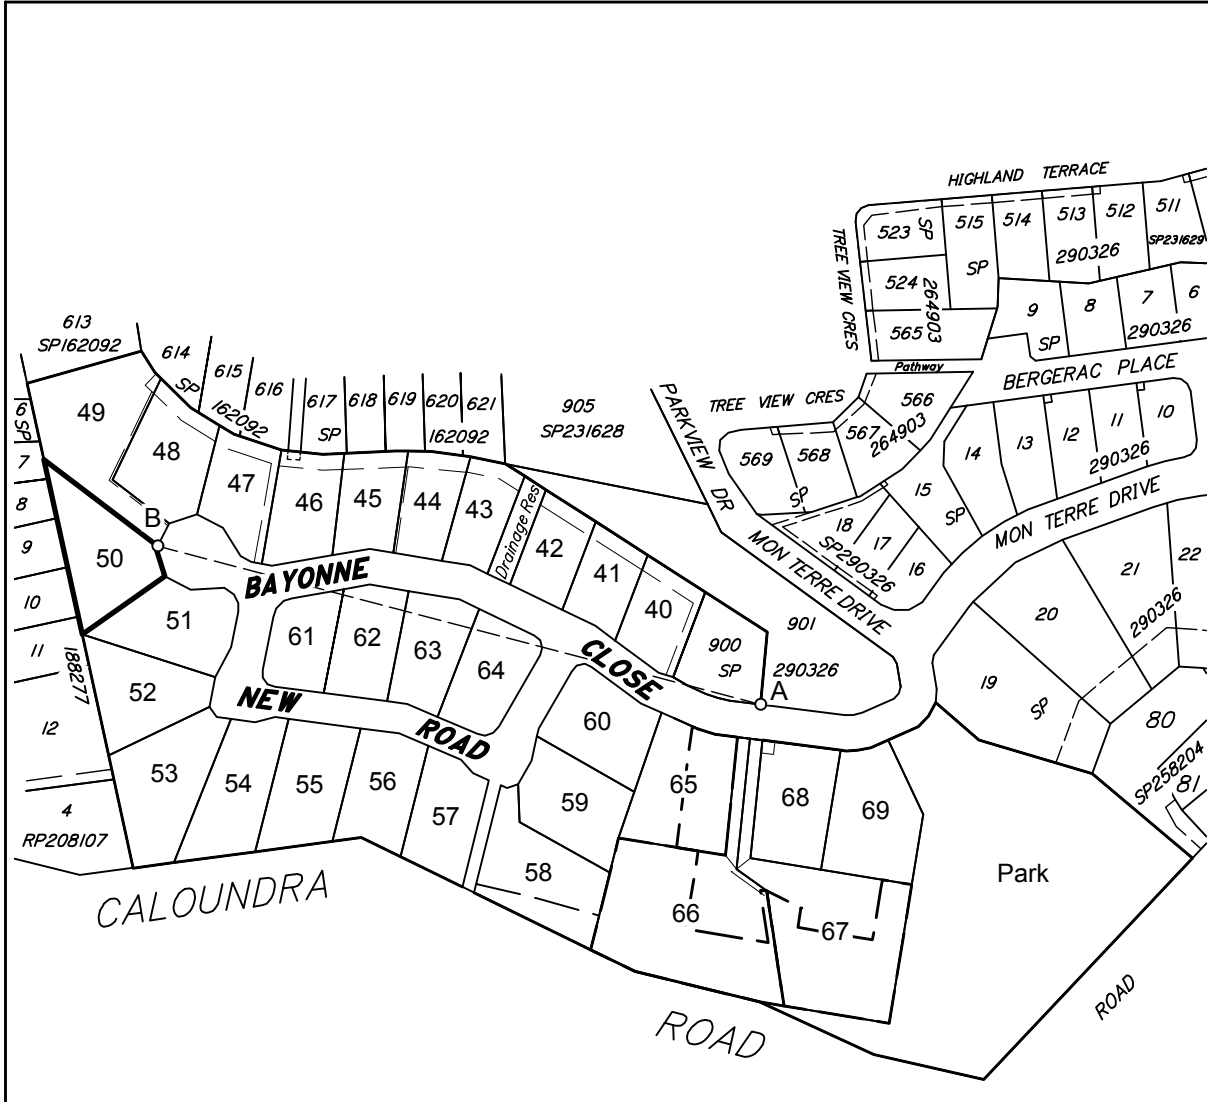 HIGHLAND TERRACE
523
SP
515
514
513
512
511
SP231629
290326
TREE VIEW CRES
524
264903
565
SP
9
8
7
6
SP
290326
Pathway
BERGERAC PLACE
613
SP162092
614
SP
162092
615
616
617
SP
618
619
620
621
162092
905
SP231628
PARKVIEW DR
TREE VIEW CRES
566
567
264903
568
569
SP
14
13
12
11
10
290326
15
SP
MON TERRE DRIVE
18
17
16
SP290326
MON TERRE DRIVE
22
21
290326
20
19
SP
80
SP258204
81
6
SP
7
8
9
10
11
188277
12
4
RP208107
49
48
47
46
45
44
43
Drainage Res
42
41
40
900
SP
901
290326
A
B
50
51
52
53
54
55
56
57
58
59
60
61
62
63
64
65
66
67
68
69
BAYONNE
CLOSE
NEW
ROAD
Park
CALOUNDRA
ROAD
ROAD